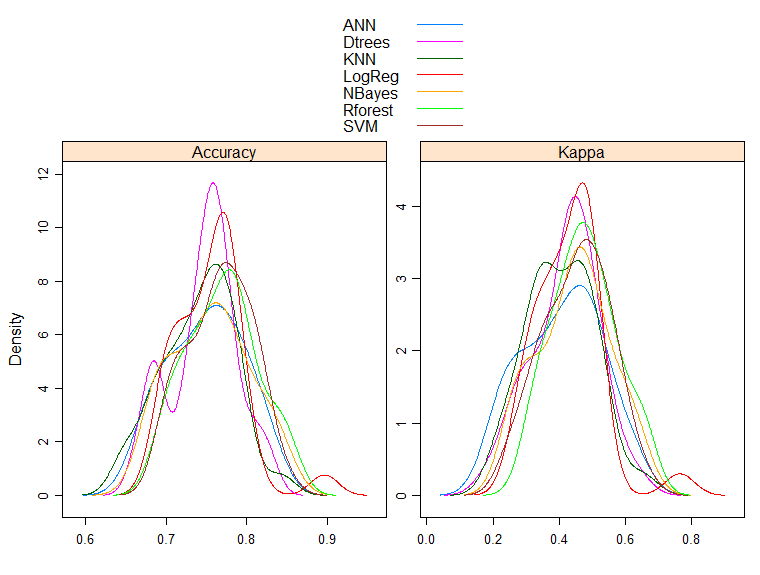 ANN
Dtrees
KNN
LogReg
NBayes
Rforest
SVM
Accuracy
Kappa
Density
12
10
8
6
4
2
0
4
3
2
1
0
0.6 0.7 0.8 0.9
0.0 0.2 0.4 0.6 0.8